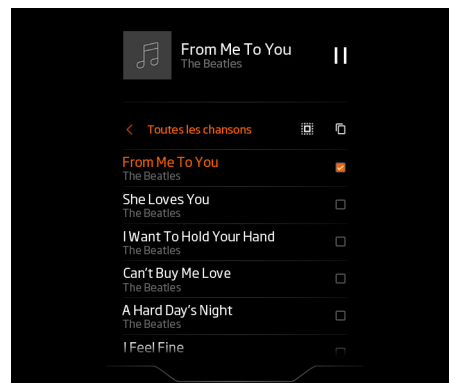 From Me To You
The Beatles
Toutes les chansons
From Me To You
The Beatles
She Loves You
The Beatles
I Want To Hold Your Hand
The Beatles
Can't Buy Me Love
The Beatles
A Hard Day's Night
The Beatles
I Feel Fine